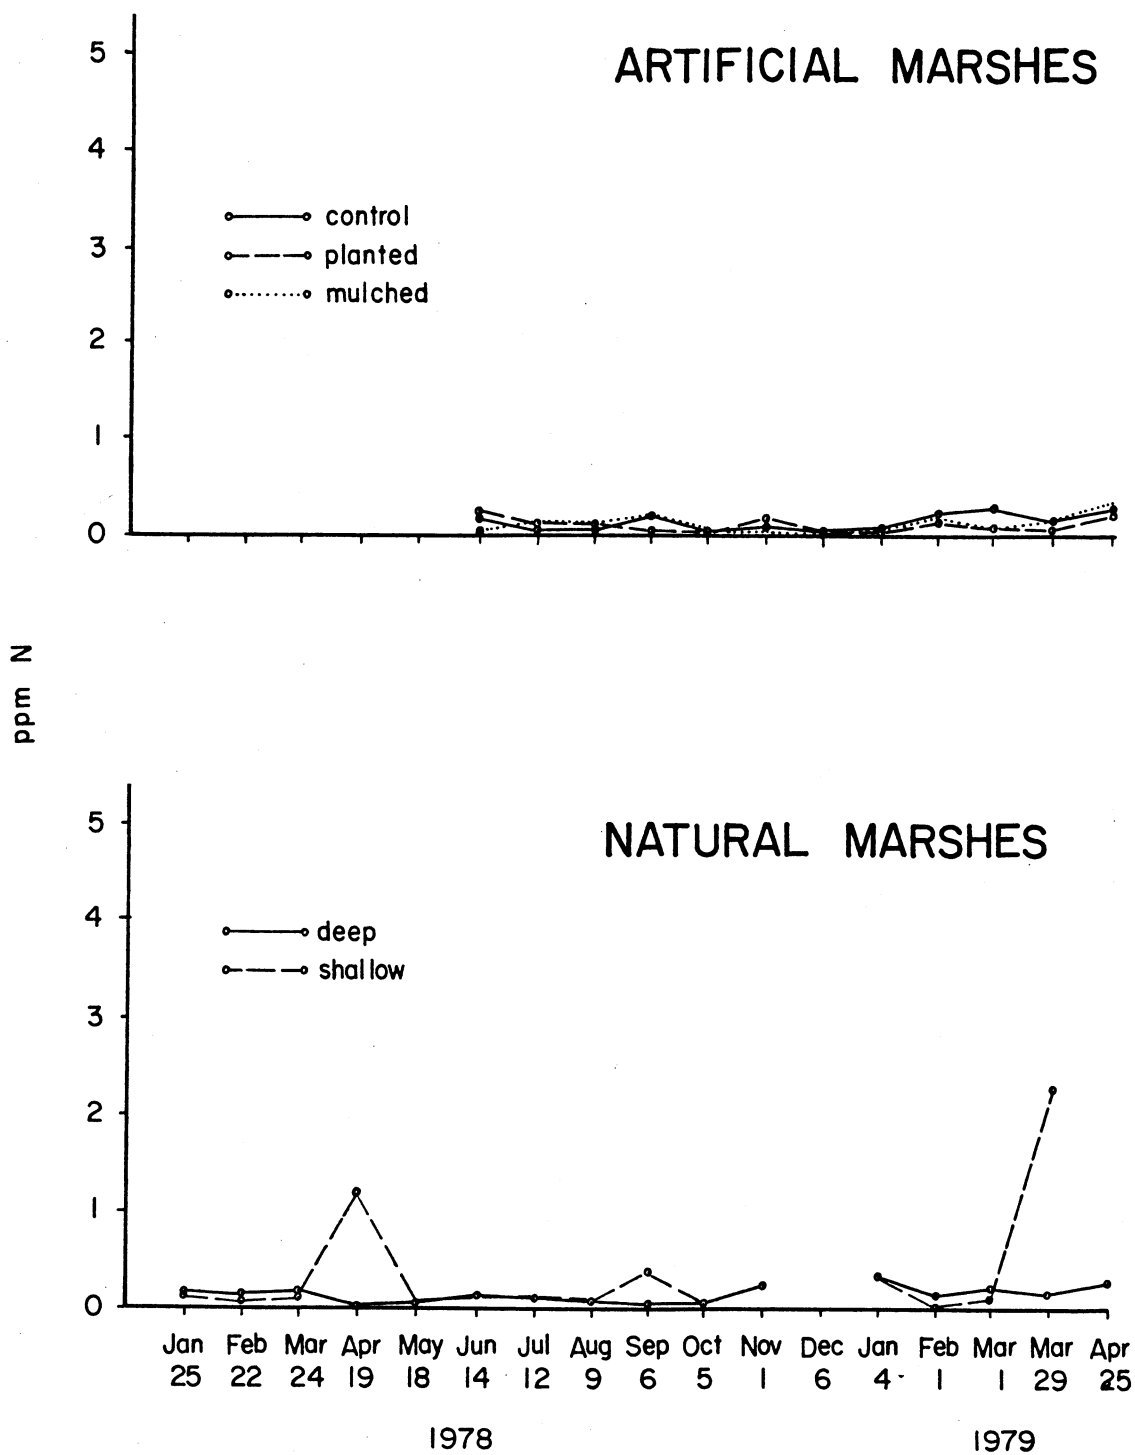 ARTIFICIAL MARSHES
5
4
3
2
1
0
control
planted
mulched
ppm N
NATURAL MARSHES
5
4
3
2
1
0
deep
shallow
Jan Feb Mar Apr May Jun Jul Aug Sep Oct Nov Dec Jan Feb Mar Mar Apr
25 22 24 19 18 14 12 9 6 5 1 6 4 1 1 29 25
1978 1979